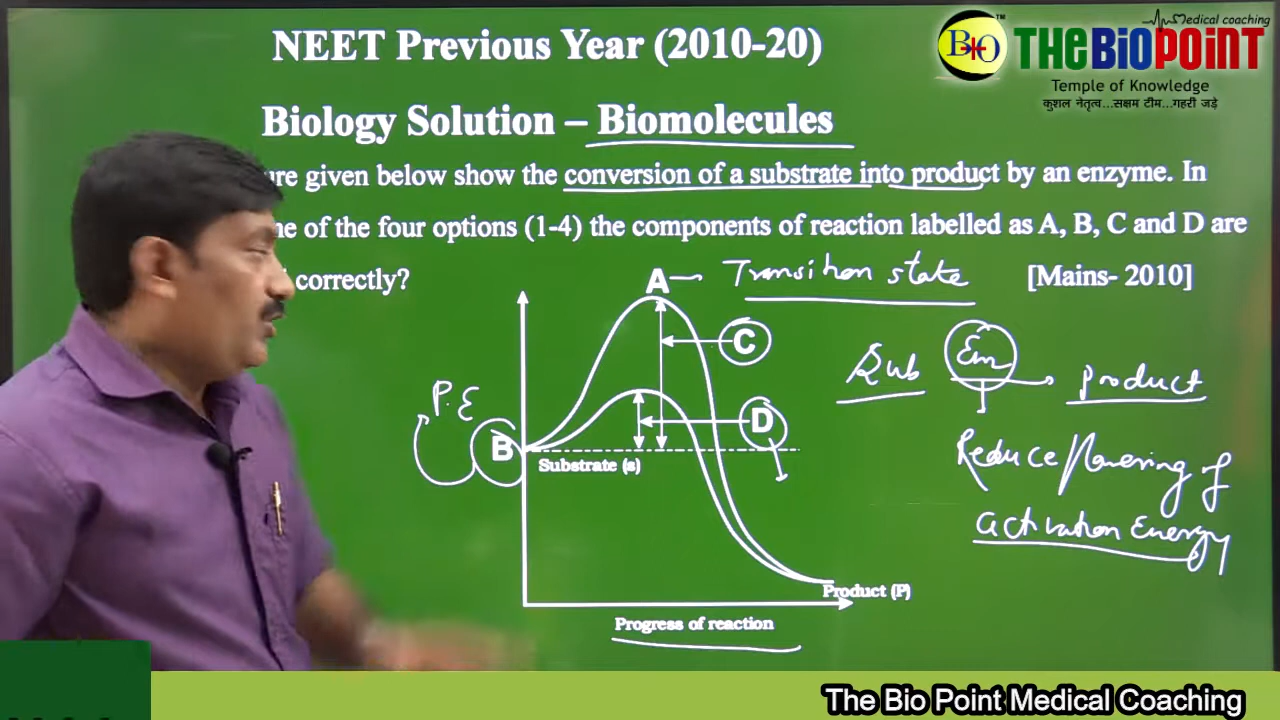 NEET Previous Year (2010-20)
Medical coaching
BIO
THEBIOPOINT
TM
Temple of Knowledge
कुशल नेतृत्व...सक्षम टीम...गहरी जड़े
Biology Solution – Biomolecules
ure given below show the conversion of a substrate into product by an enzyme. In
ne of the four options (1-4) the components of reaction labelled as A, B, C and D are
correctly?
[Mains- 2010]
A
Transition state
C
Sub
Em
product
P.E
B
D
Substrate (s)
Reduce/lowering of
activation Energy
Product (P)
Progress of reaction
The Bio Point Medical Coaching